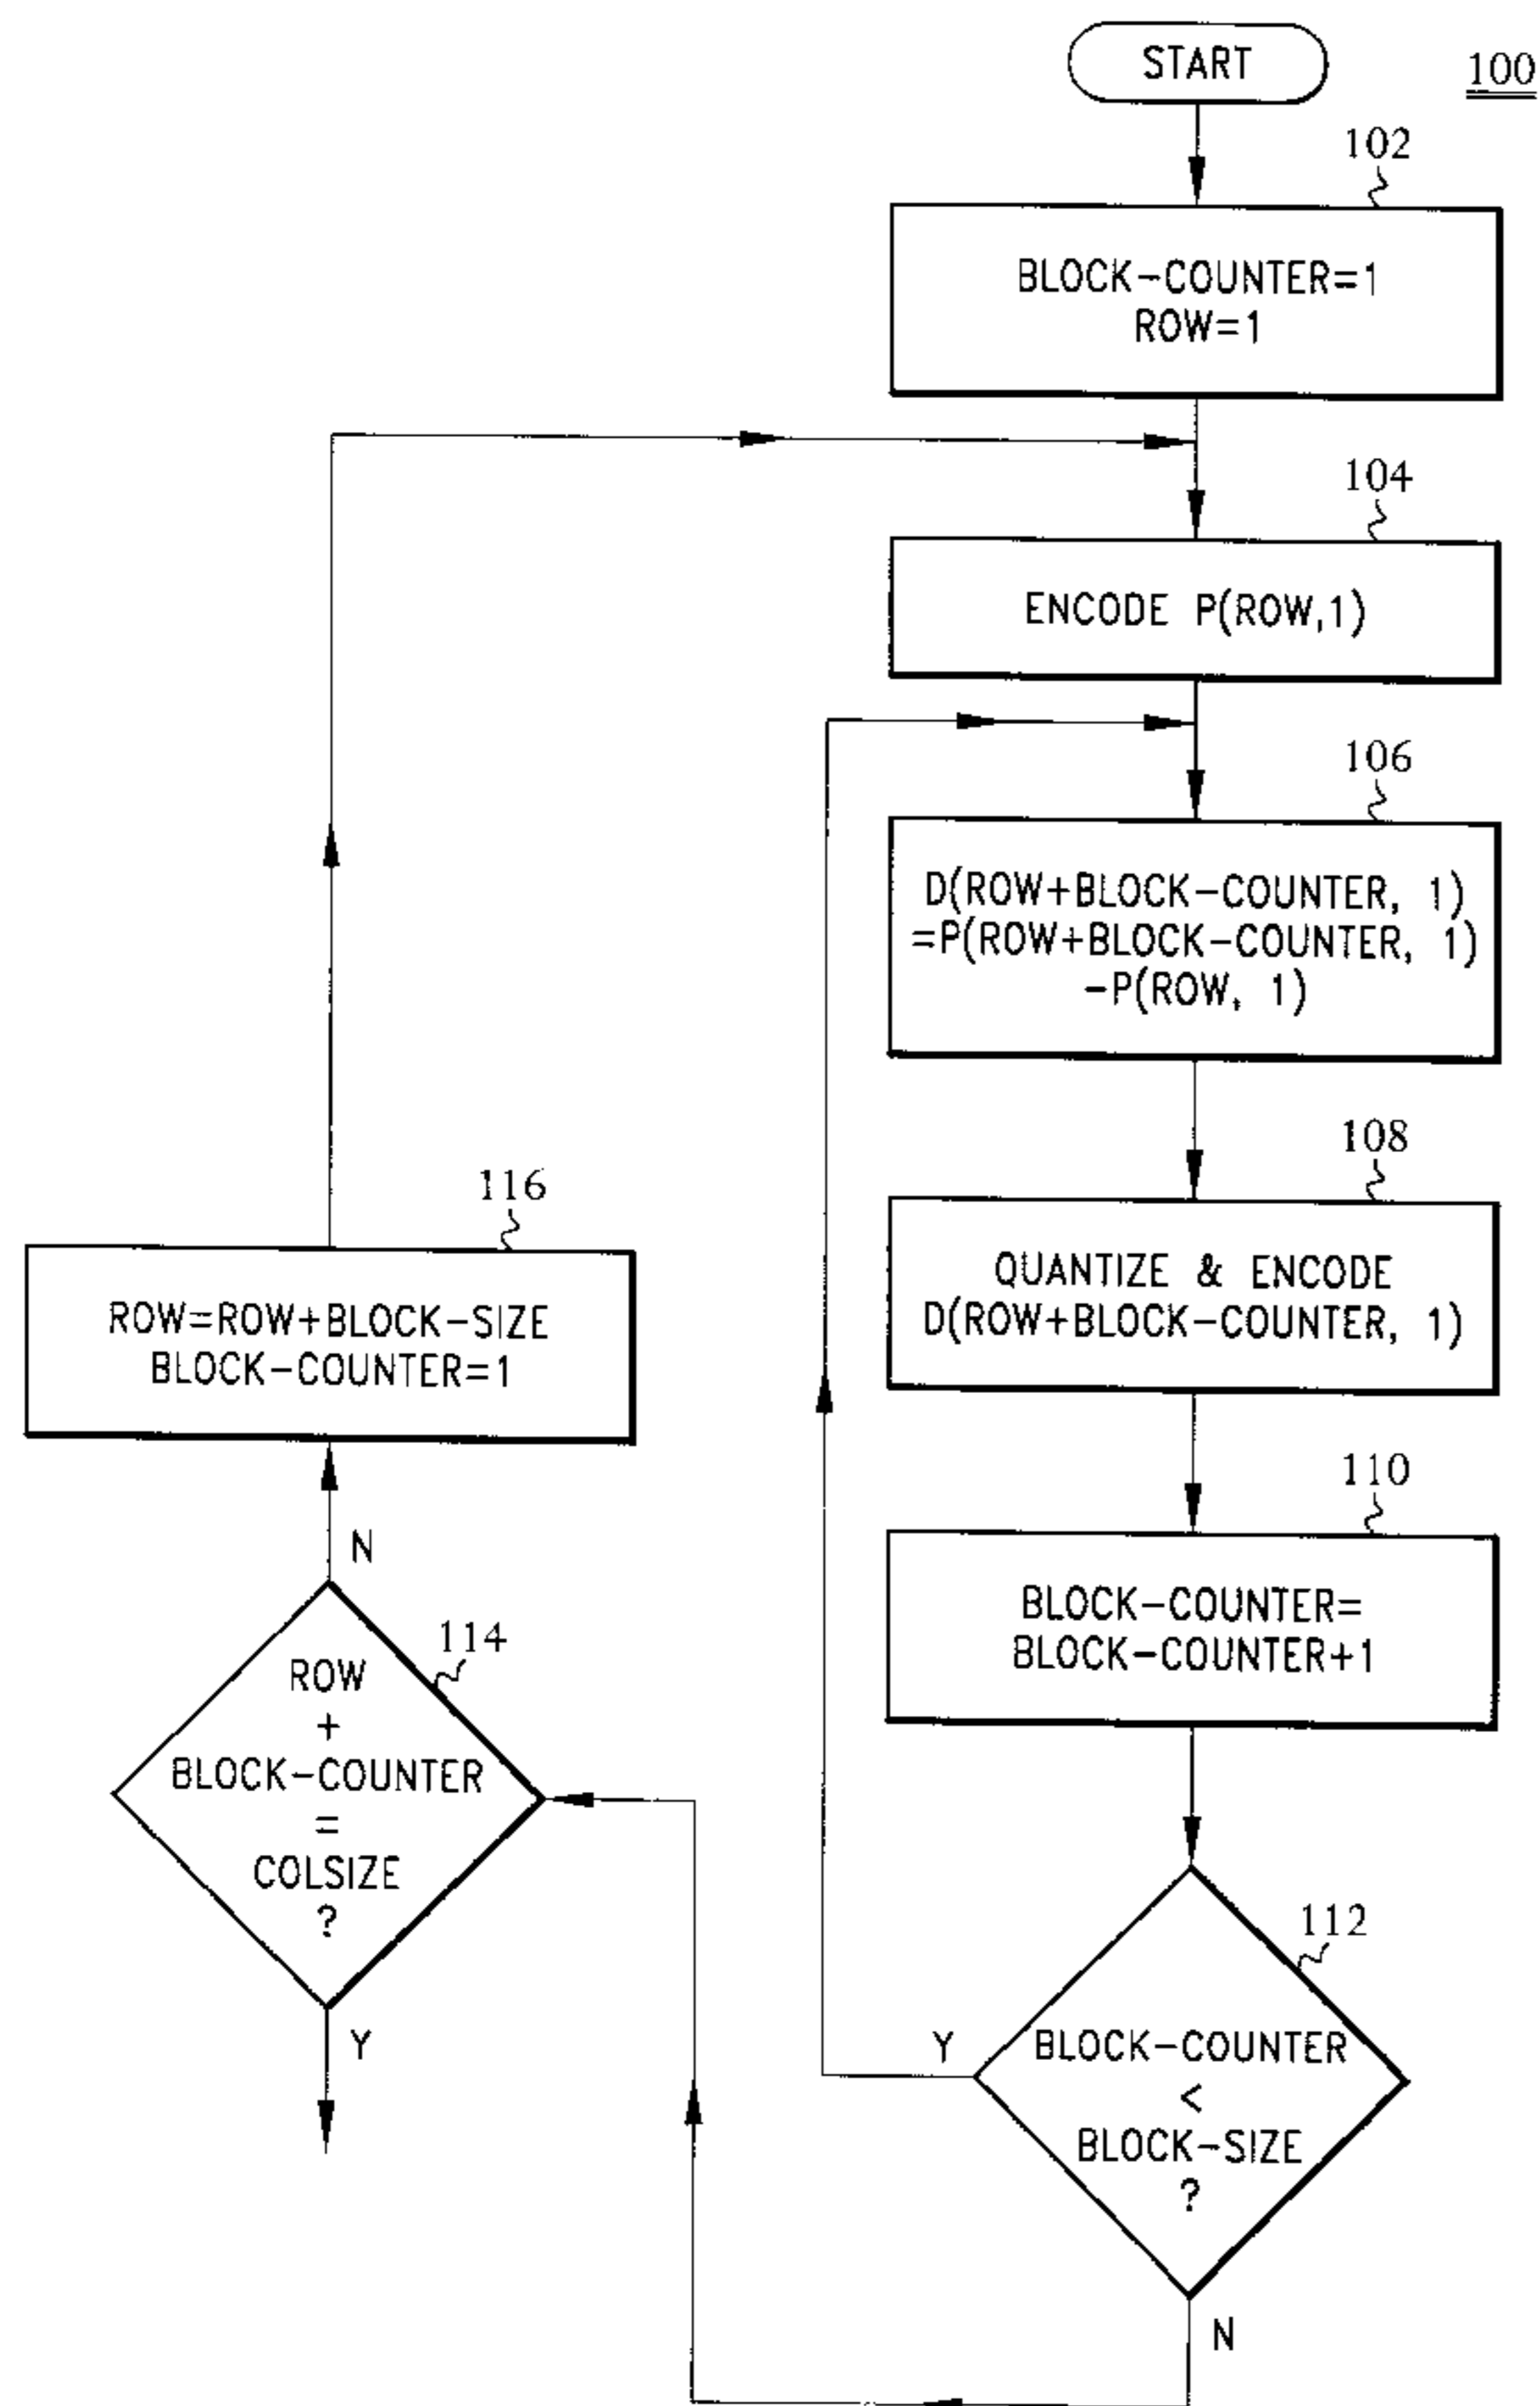 START
100
102
BLOCK-COUNTER=1
ROW=1
104
ENCODE P(ROW,1)
106
D(ROW+BLOCK-COUNTER, 1)
=P(ROW+BLOCK-COUNTER, 1)
-P(ROW, 1)
108
QUANTIZE & ENCODE
D(ROW+BLOCK-COUNTER, 1)
110
BLOCK-COUNTER=
BLOCK-COUNTER+1
112
BLOCK-COUNTER
<
BLOCK-SIZE
?
Y
N
114
ROW
+
BLOCK-COUNTER
=
COLSIZE
?
Y
N
116
ROW=ROW+BLOCK-SIZE
BLOCK-COUNTER=1